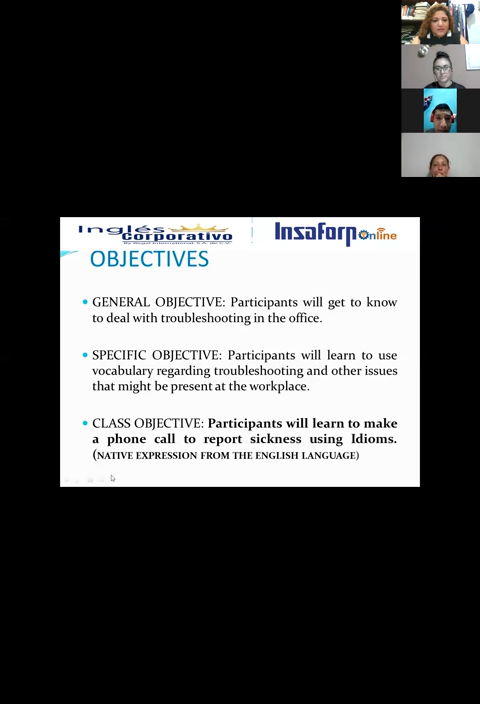 Inglés
Corporativo
Insaforp Online
OBJECTIVES
• GENERAL OBJECTIVE: Participants will get to know
to deal with troubleshooting in the office.
• SPECIFIC OBJECTIVE: Participants will learn to use
vocabulary regarding troubleshooting and other issues
that might be present at the workplace.
• CLASS OBJECTIVE: Participants will learn to make
a phone call to report sickness using Idioms.
(NATIVE EXPRESSION FROM THE ENGLISH LANGUAGE)